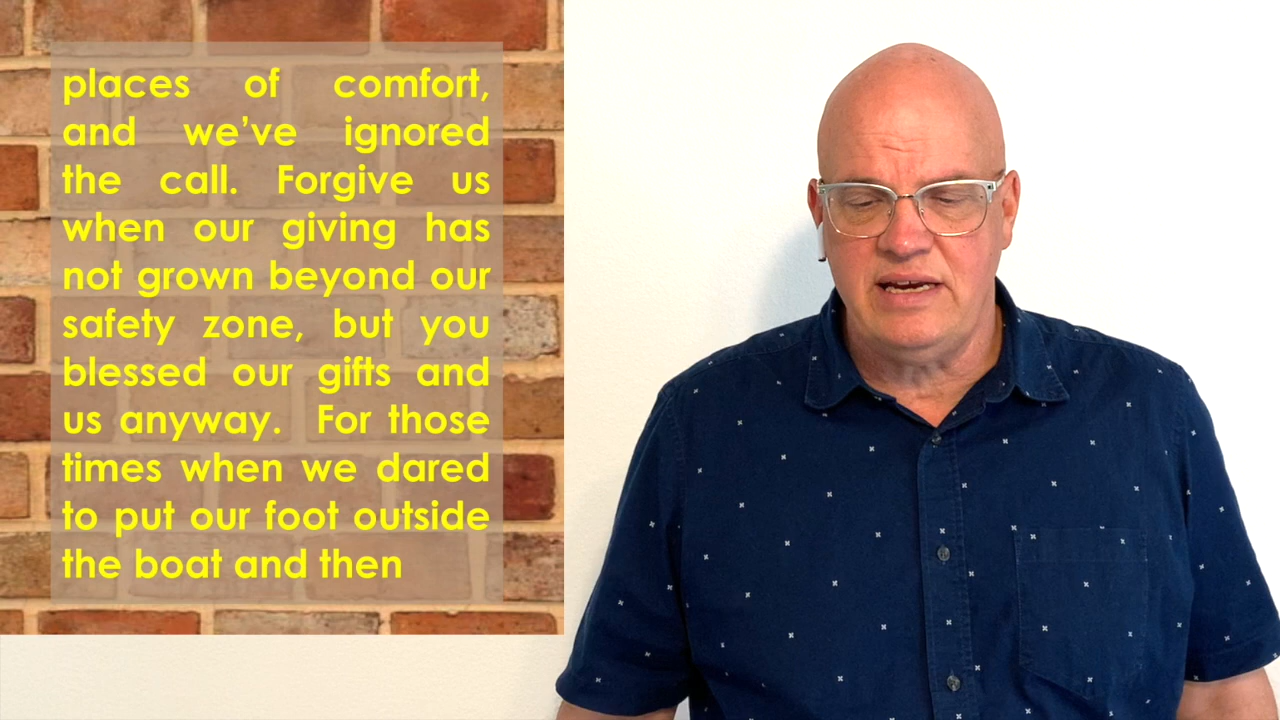 places of comfort,
and we’ve ignored
the call. Forgive us
when our giving has
not grown beyond our
safety zone, but you
blessed our gifts and
us anyway. For those
times when we dared
to put our foot outside
the boat and then